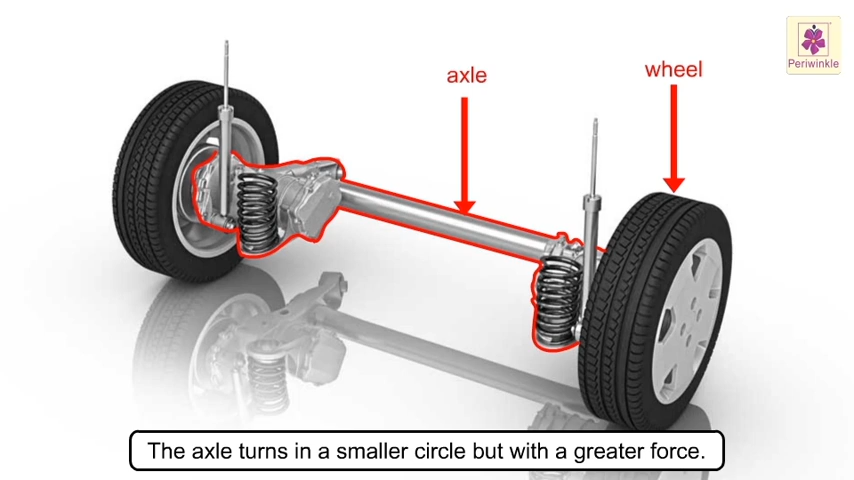 axle
wheel
Periwinkle
The axle turns in a smaller circle but with a greater force.